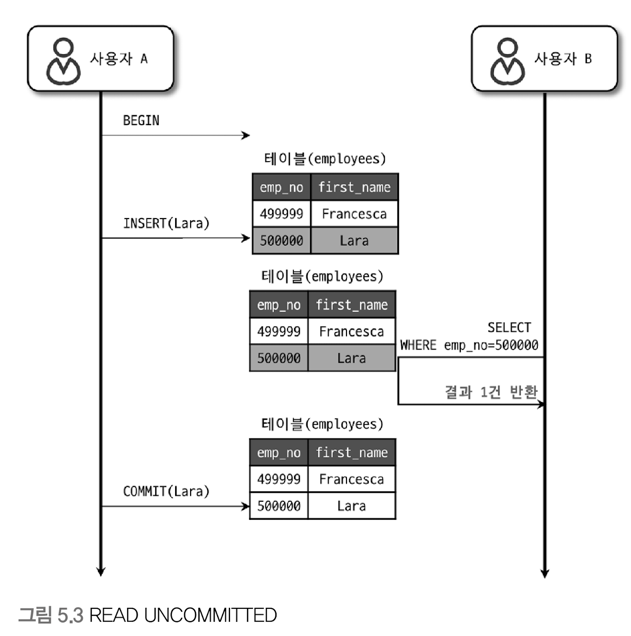 사용자 A
사용자 B
BEGIN
테이블(employees)
emp_no first_name
499999 Francesca
INSERT(Lara)
500000 Lara
테이블(employees)
emp_no first_name
499999 Francesca
500000 Lara
SELECT
WHERE emp_no=500000
결과 1건 반환
테이블(employees)
emp_no first_name
499999 Francesca
500000 Lara
COMMIT(Lara)
그림 5.3 READ UNCOMMITTED